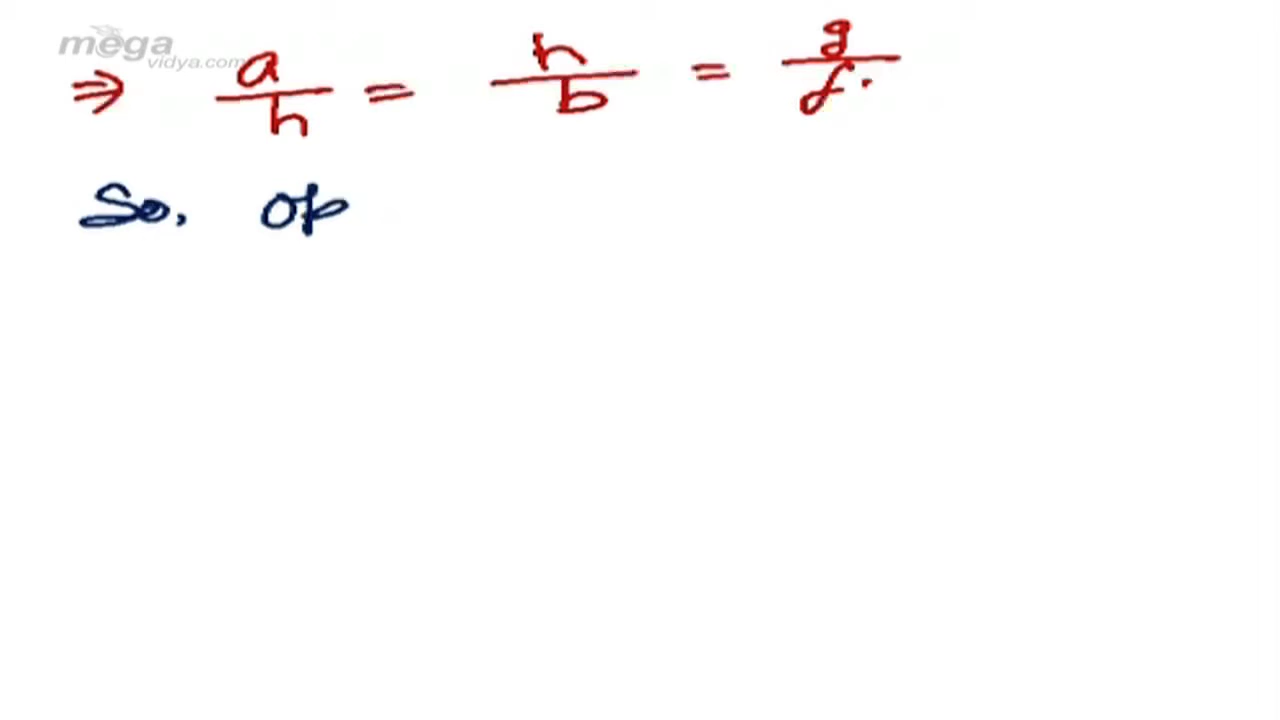 mega
vidya.com
⇒ a/h = h/b = g/f.
So, Op